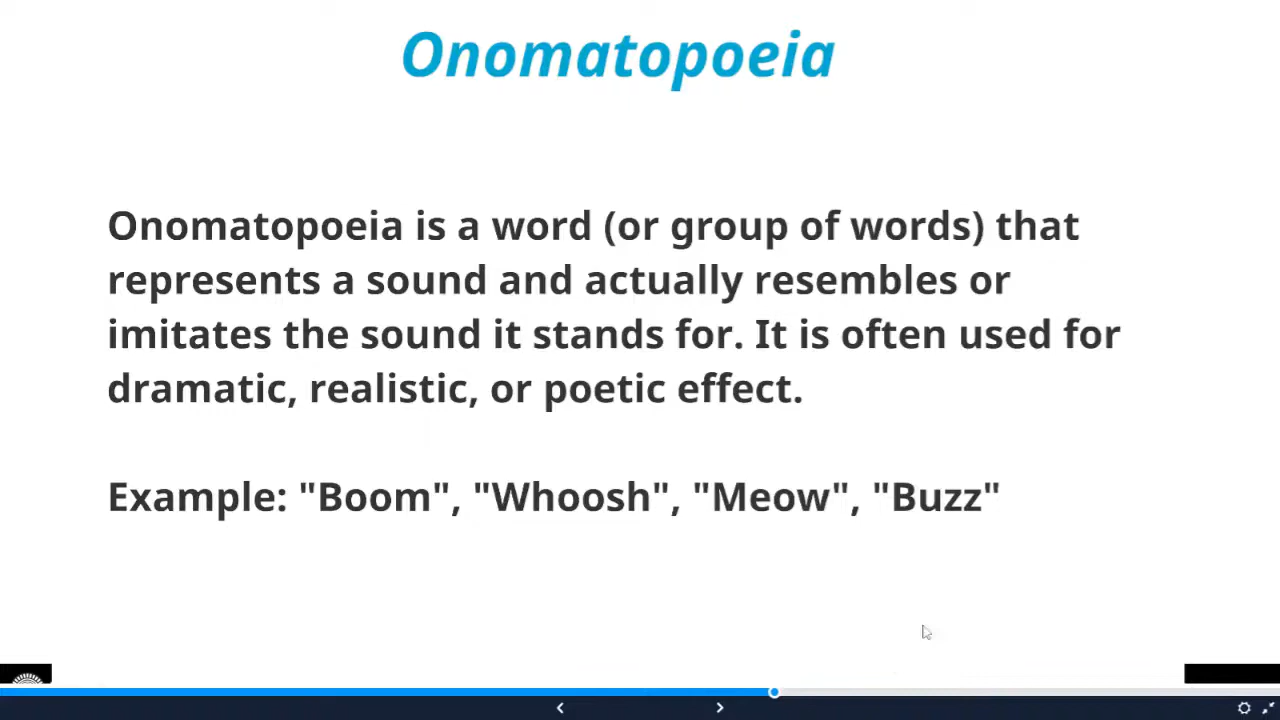 Onomatopoeia
Onomatopoeia is a word (or group of words) that
represents a sound and actually resembles or
imitates the sound it stands for. It is often used for
dramatic, realistic, or poetic effect.
Example: "Boom", "Whoosh", "Meow", "Buzz"